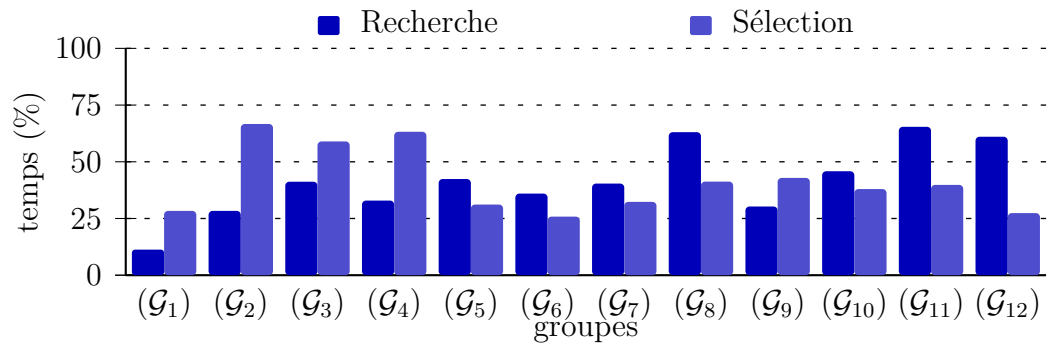 Recherche Sélection
100
75
50
25
0
temps (%)
(𝒢₁) (𝒢₂) (𝒢₃) (𝒢₄) (𝒢₅) (𝒢₆) (𝒢₇) (𝒢₈) (𝒢₉) (𝒢₁₀) (𝒢₁₁) (𝒢₁₂)
groupes